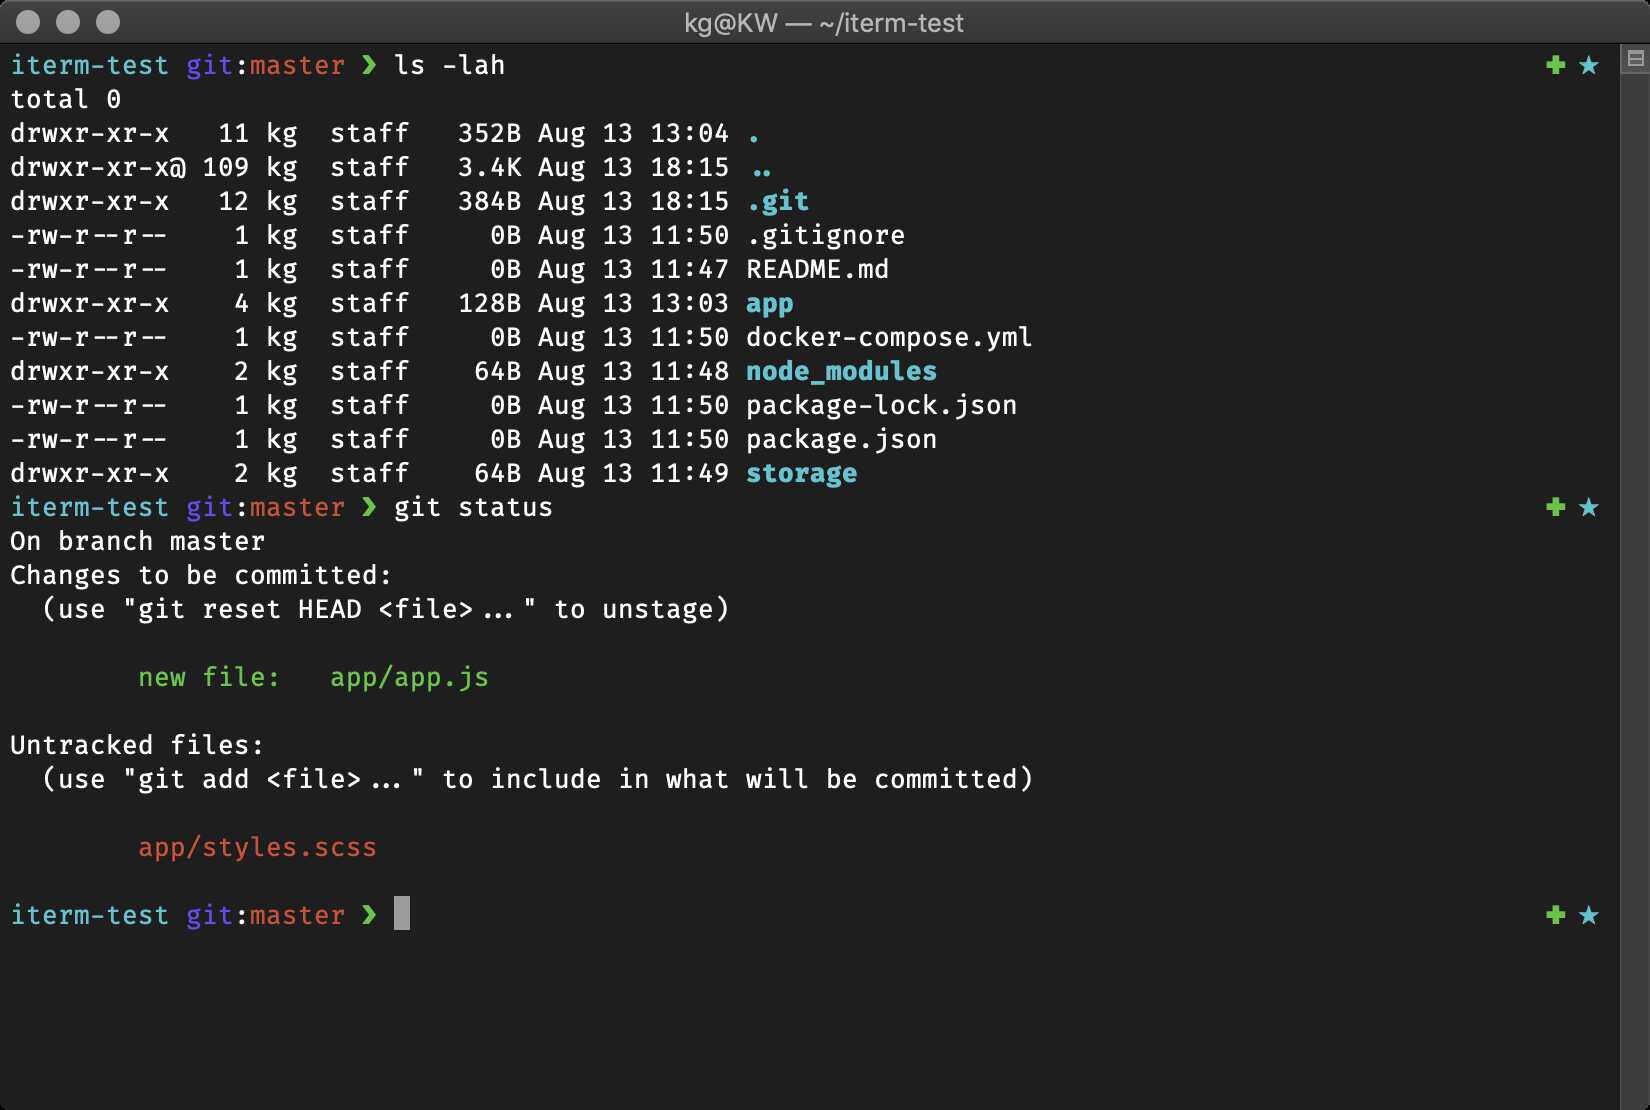 kg@KW — ~/iterm-test
iterm-test git:master ❯ ls -lah ✚ ★
total 0
drwxr-xr-x   11 kg  staff   352B Aug 13 13:04 .
drwxr-xr-x@ 109 kg  staff   3.4K Aug 13 18:15 ..
drwxr-xr-x   12 kg  staff   384B Aug 13 18:15 .git
-rw-r--r--    1 kg  staff     0B Aug 13 11:50 .gitignore
-rw-r--r--    1 kg  staff     0B Aug 13 11:47 README.md
drwxr-xr-x    4 kg  staff   128B Aug 13 13:03 app
-rw-r--r--    1 kg  staff     0B Aug 13 11:50 docker-compose.yml
drwxr-xr-x    2 kg  staff    64B Aug 13 11:48 node_modules
-rw-r--r--    1 kg  staff     0B Aug 13 11:50 package-lock.json
-rw-r--r--    1 kg  staff     0B Aug 13 11:50 package.json
drwxr-xr-x    2 kg  staff    64B Aug 13 11:49 storage
iterm-test git:master ❯ git status ✚ ★
On branch master
Changes to be committed:
  (use "git reset HEAD <file>..." to unstage)
        new file:   app/app.js
Untracked files:
  (use "git add <file>..." to include in what will be committed)
        app/styles.scss
iterm-test git:master ❯ ✚ ★